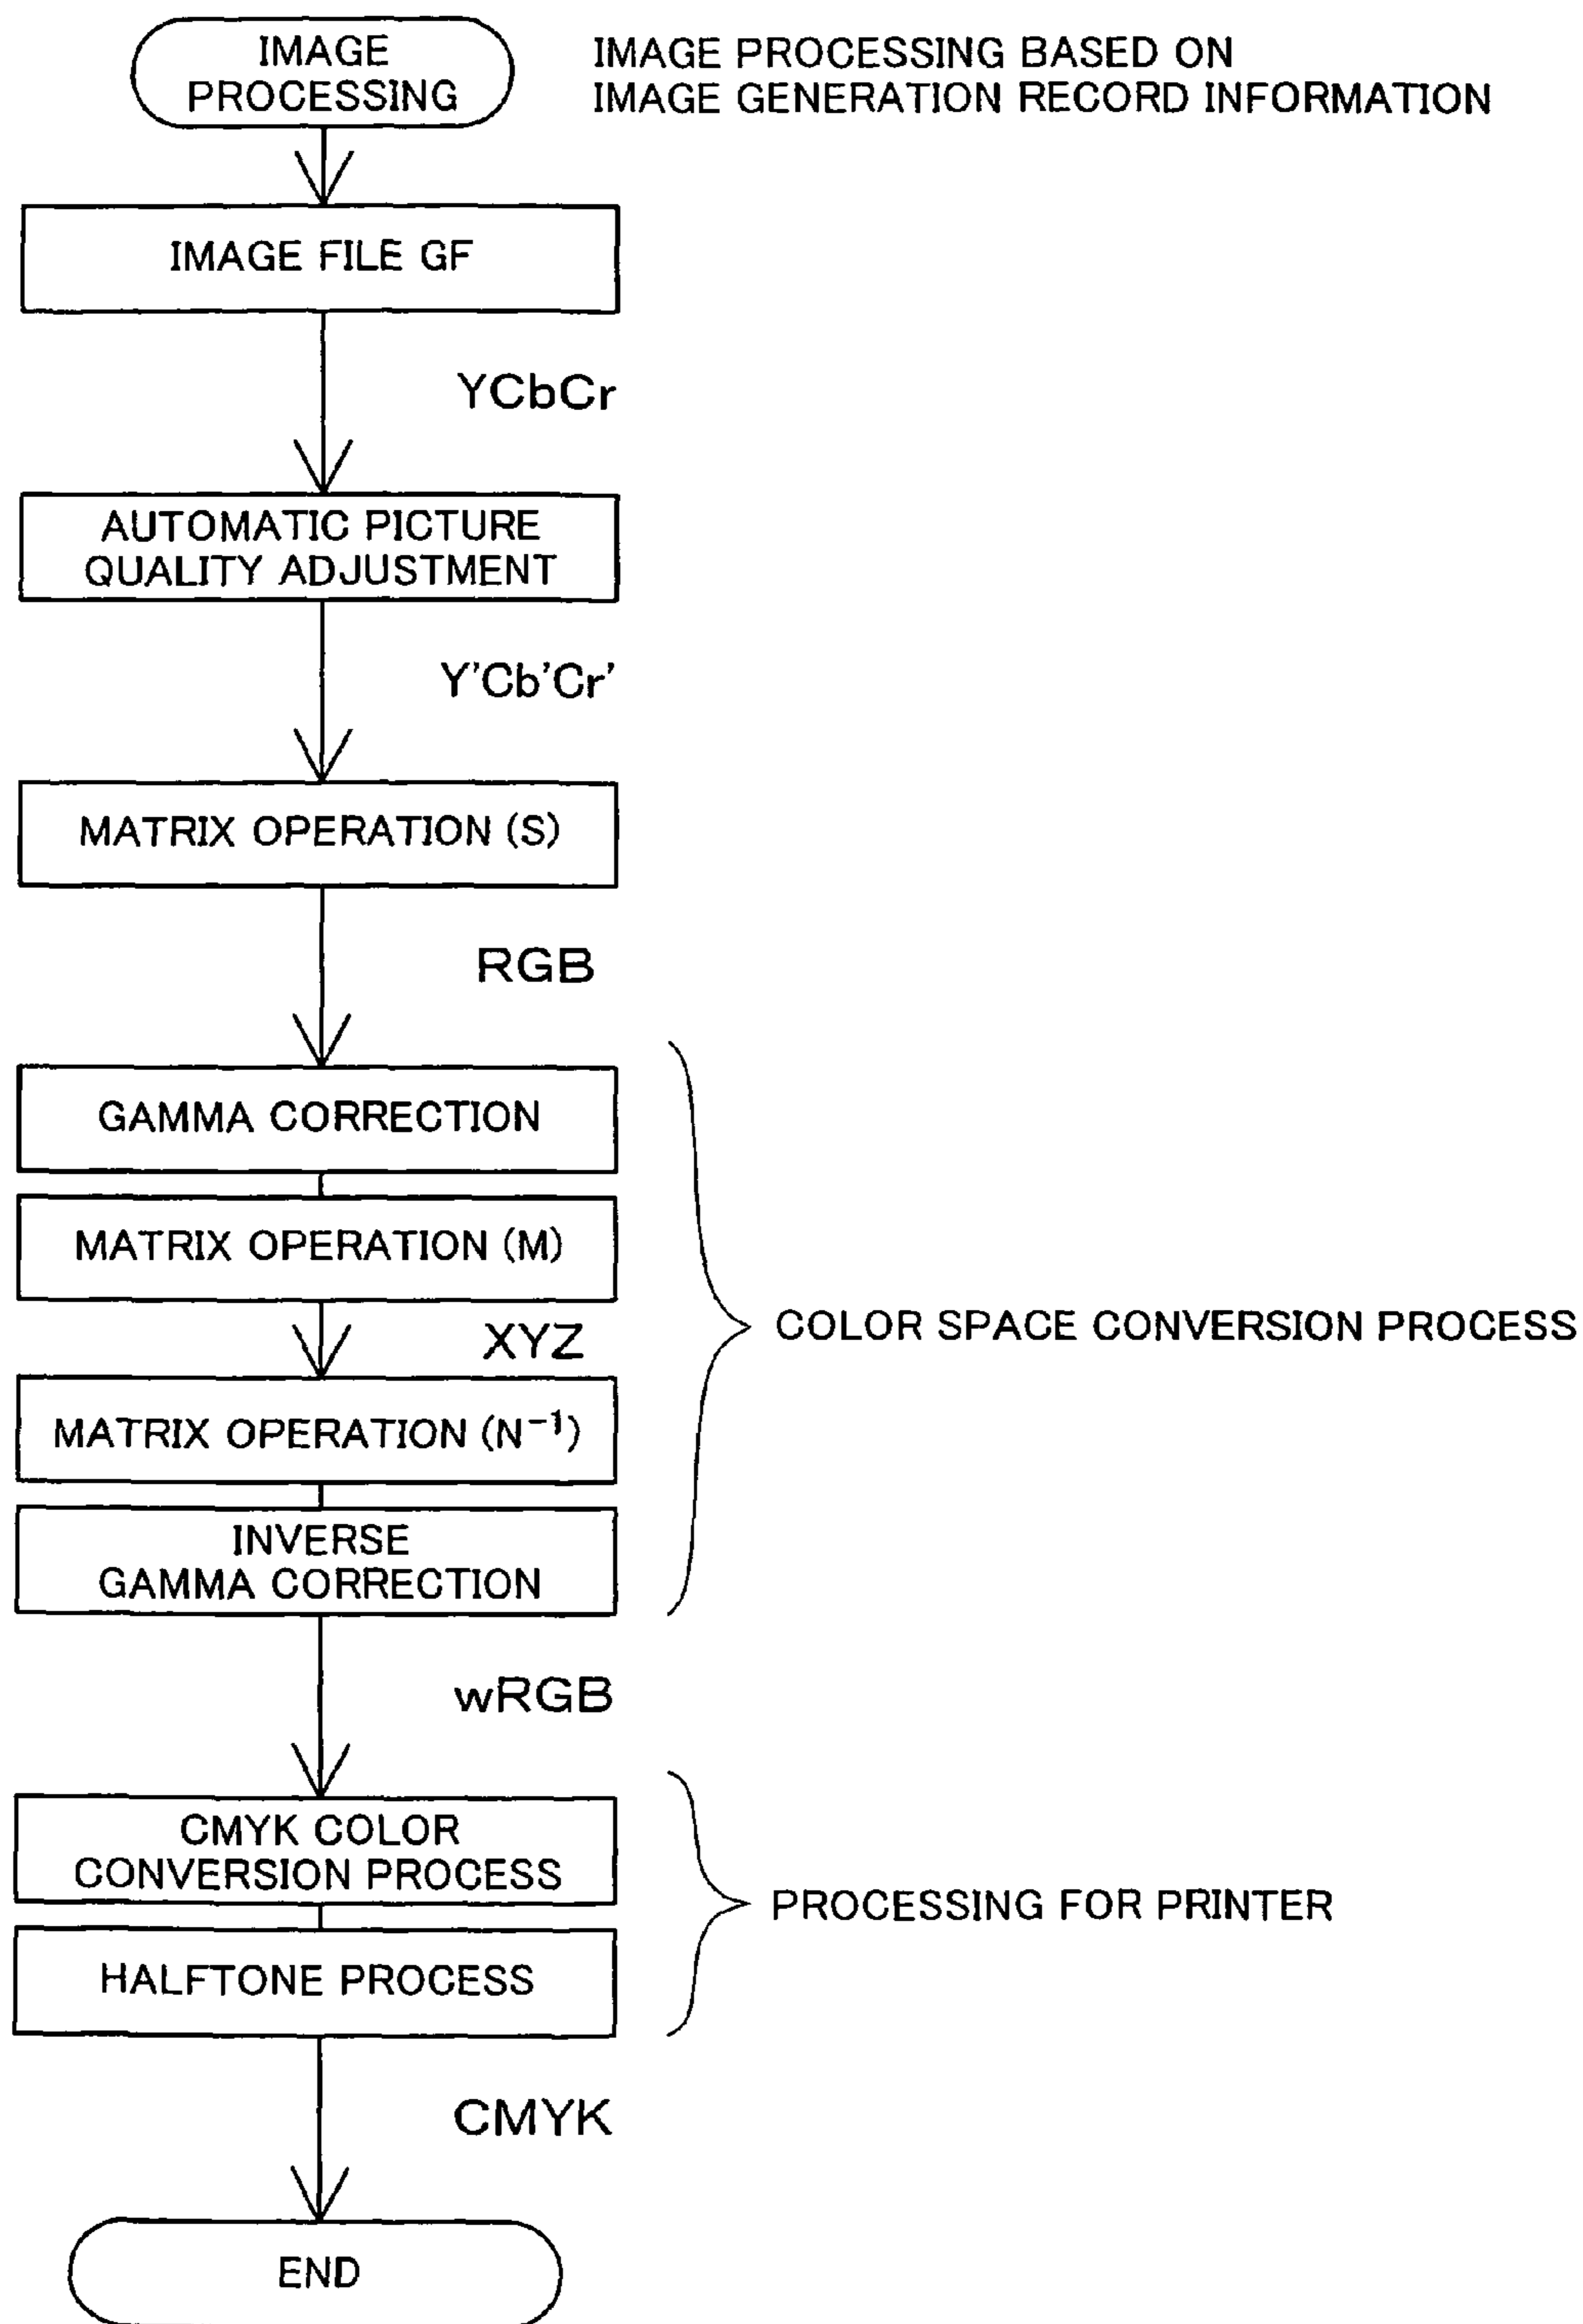 IMAGE
PROCESSING
IMAGE PROCESSING BASED ON
IMAGE GENERATION RECORD INFORMATION
IMAGE FILE GF
YCbCr
AUTOMATIC PICTURE
QUALITY ADJUSTMENT
Y'Cb'Cr'
MATRIX OPERATION (S)
RGB
GAMMA CORRECTION
MATRIX OPERATION (M)
XYZ
COLOR SPACE CONVERSION PROCESS
MATRIX OPERATION (N⁻¹)
INVERSE
GAMMA CORRECTION
wRGB
CMYK COLOR
CONVERSION PROCESS
PROCESSING FOR PRINTER
HALFTONE PROCESS
CMYK
END